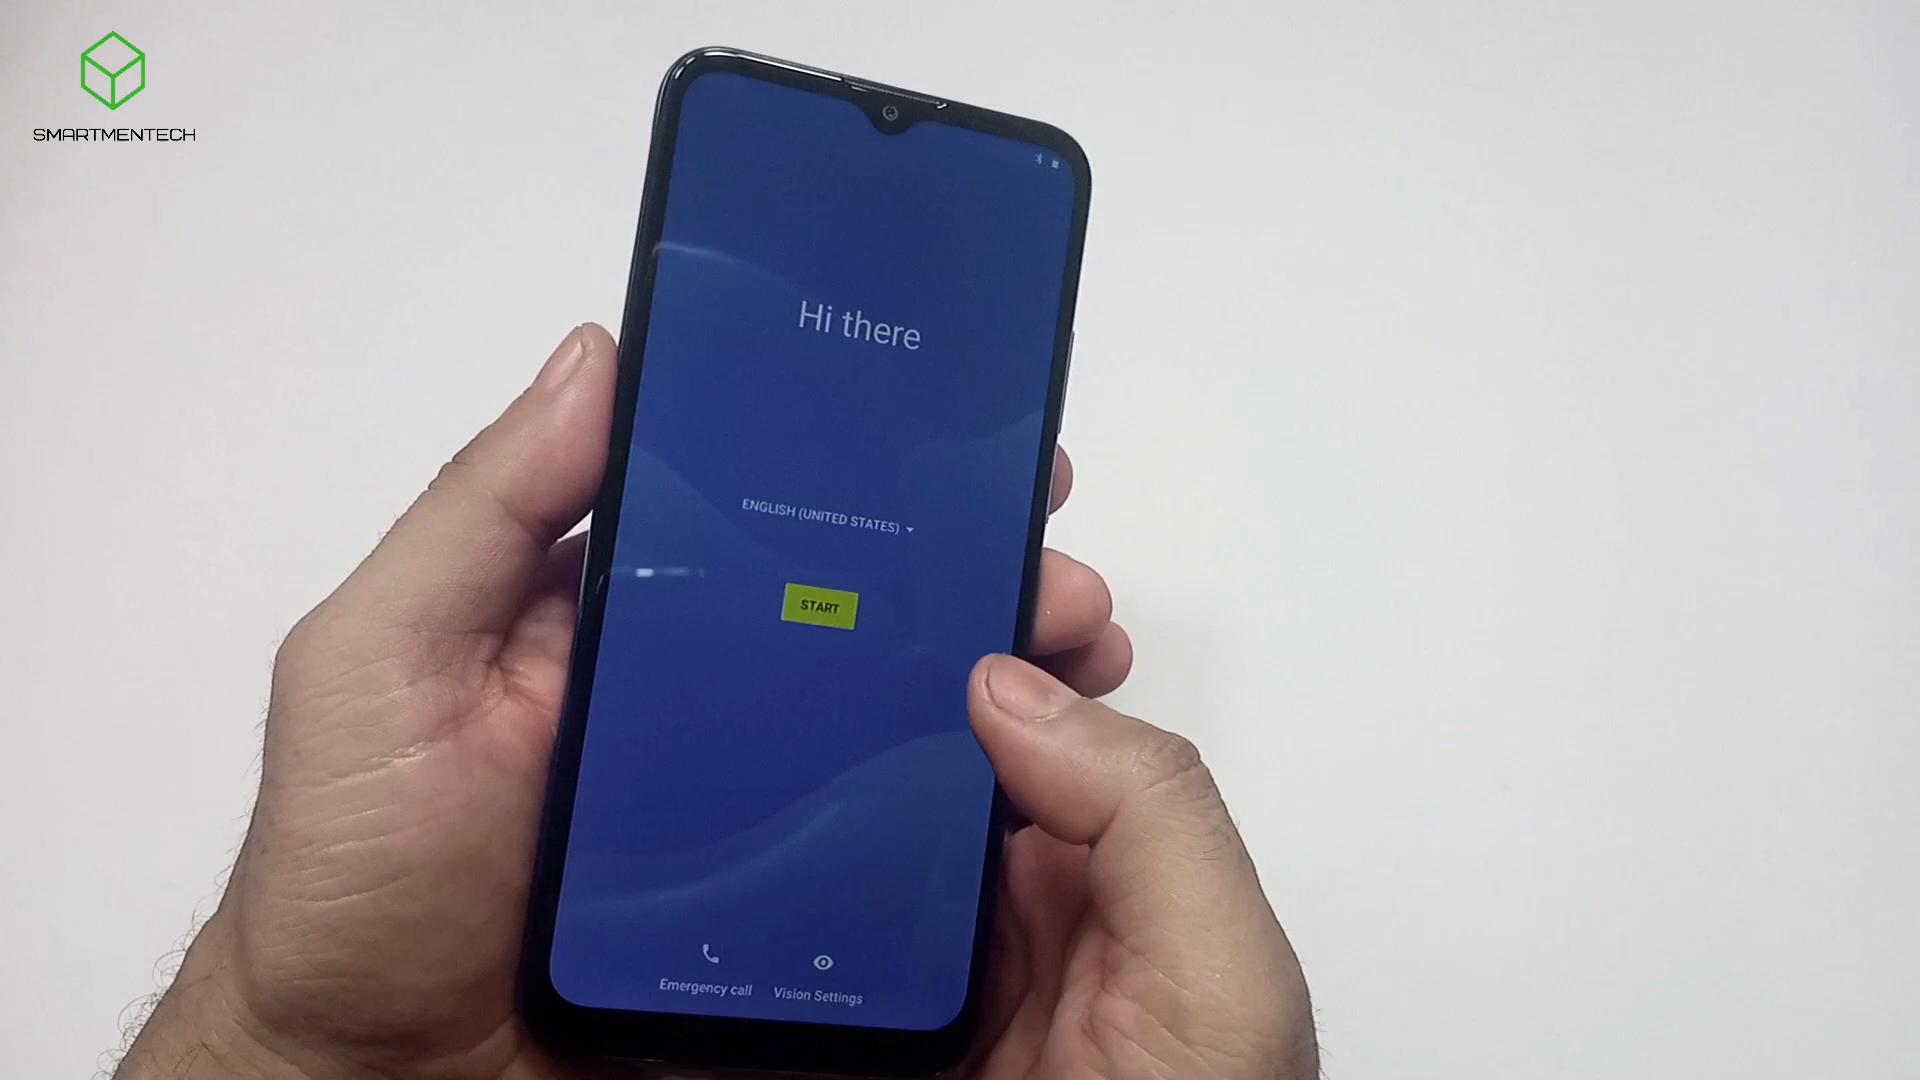 SMARTMENTECH
Hi there
ENGLISH (UNITED STATES)
START
Emergency call
Vision Settings